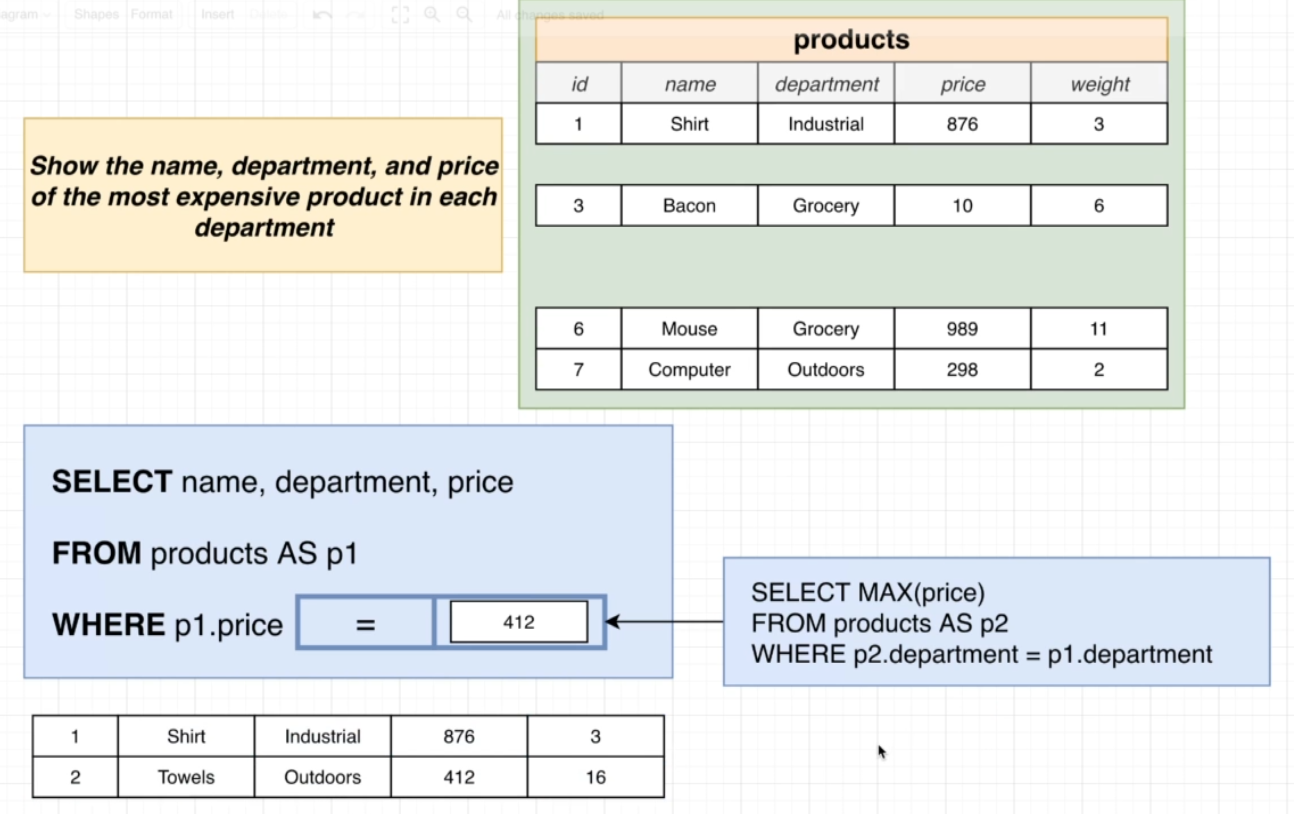 agram Shapes Format Insert Delete All changes saved
products
id name department price weight
1 Shirt Industrial 876 3
Show the name, department, and price
of the most expensive product in each
department
3 Bacon Grocery 10 6
6 Mouse Grocery 989 11
7 Computer Outdoors 298 2
SELECT name, department, price
FROM products AS p1
WHERE p1.price = 412
SELECT MAX(price)
FROM products AS p2
WHERE p2.department = p1.department
1 Shirt Industrial 876 3
2 Towels Outdoors 412 16